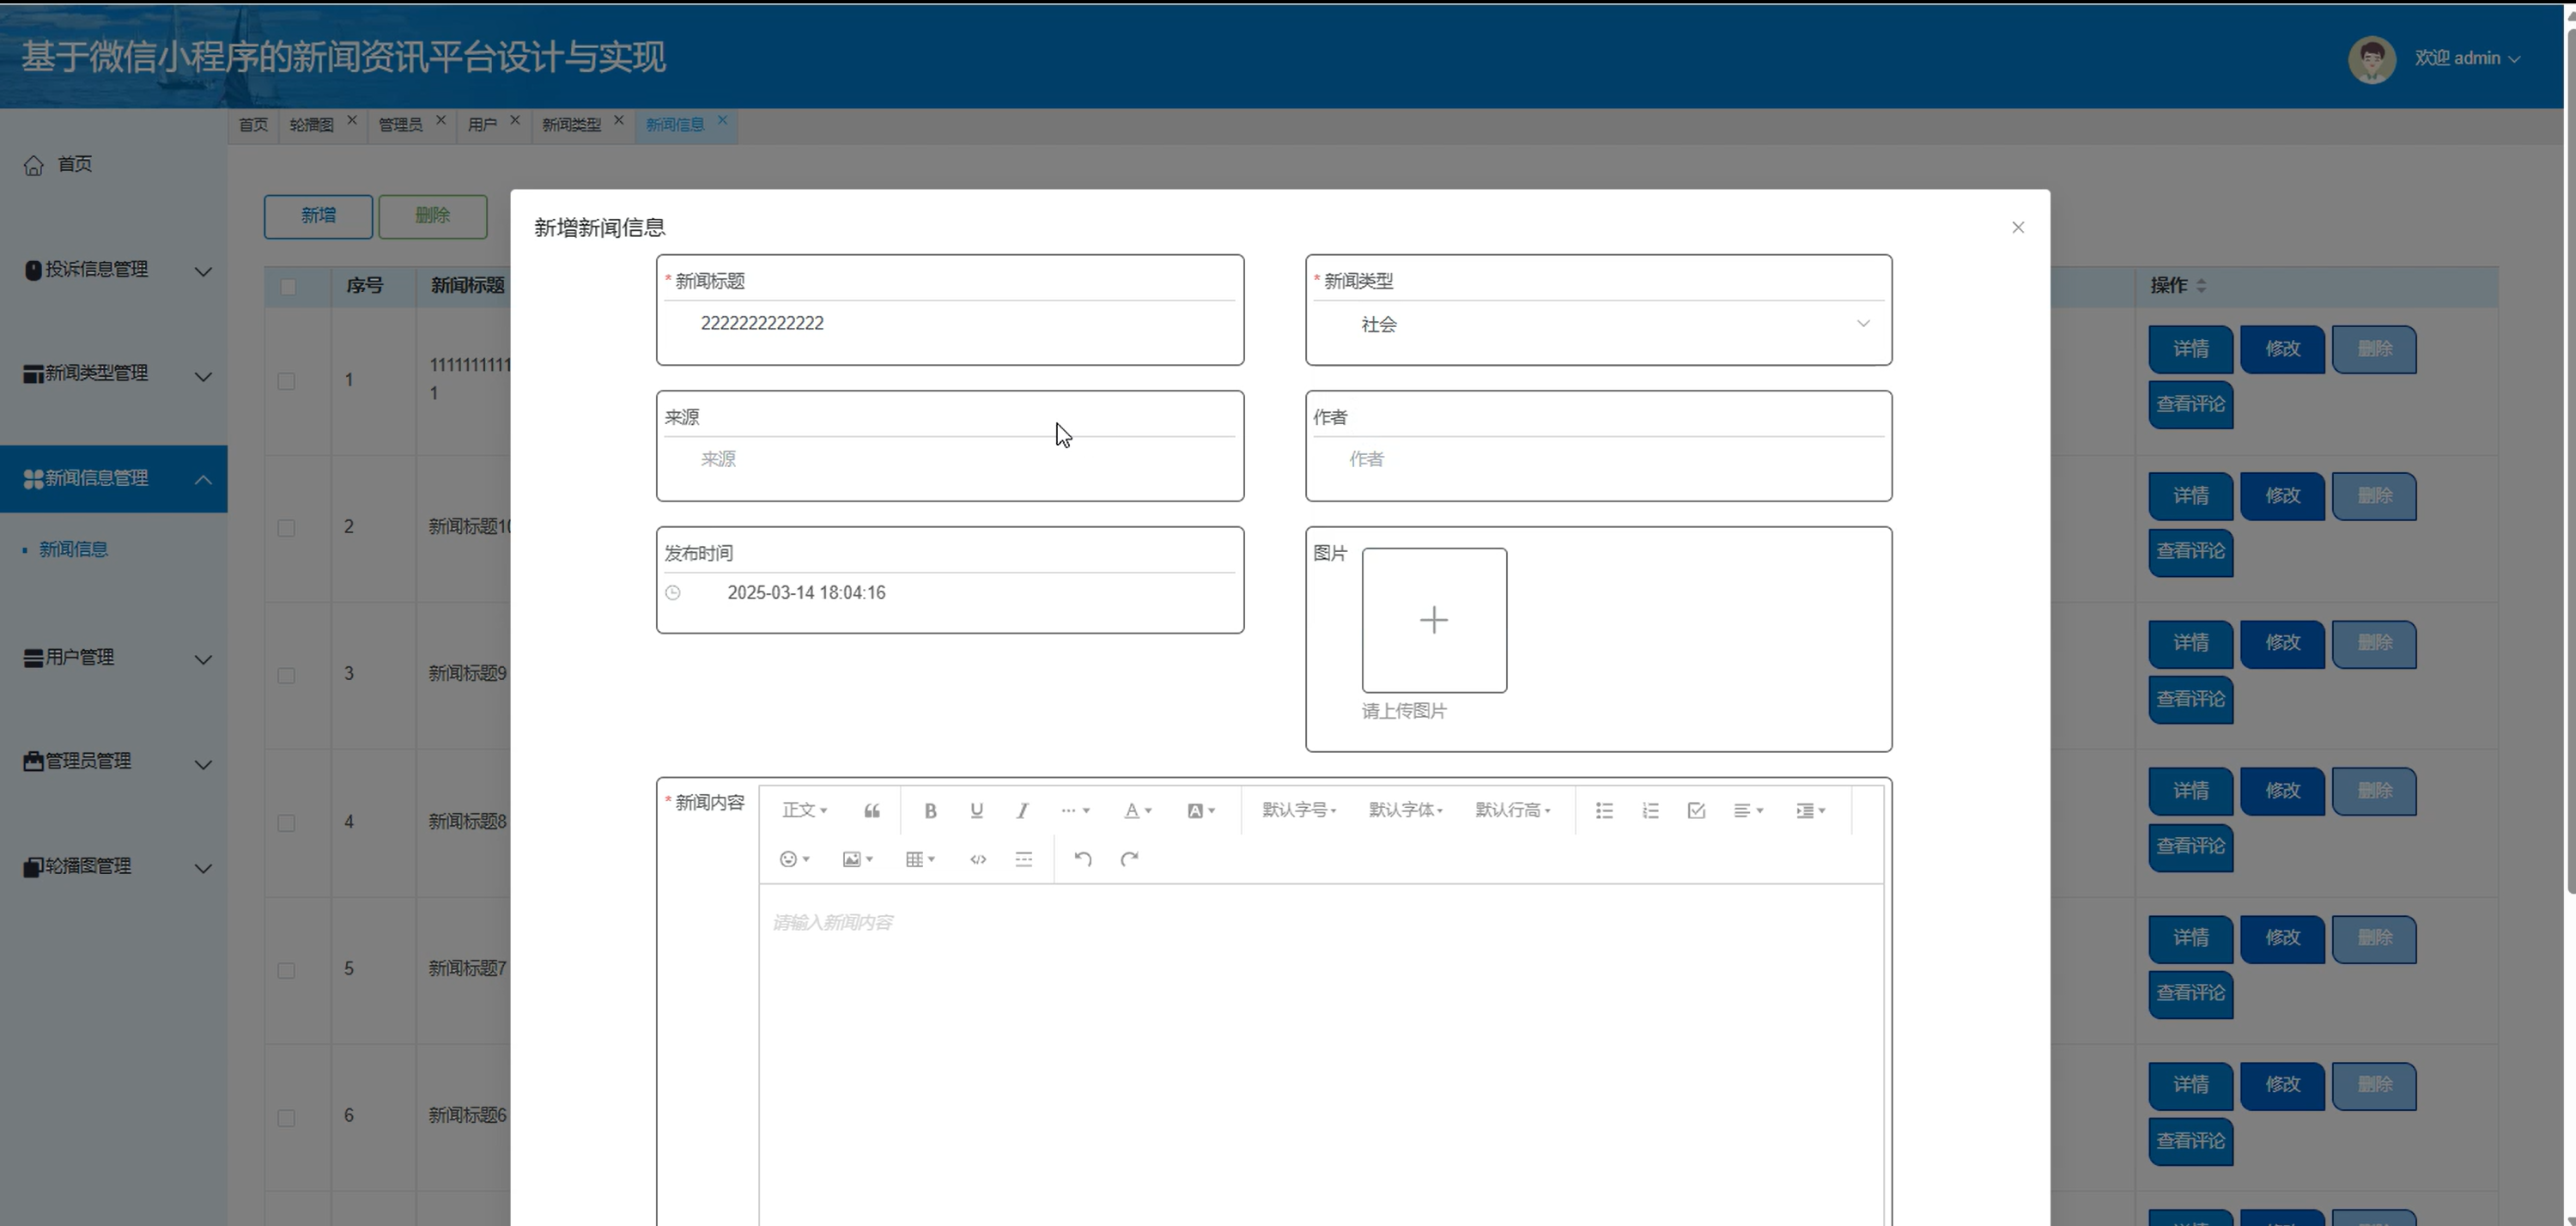 基于微信小程序的新闻资讯平台设计与实现
欢迎 admin
首页 轮播图 管理员 用户 新闻类型 新闻信息
首页
投诉信息管理
新闻类型管理
新闻信息管理
新闻信息
用户管理
管理员管理
轮播图管理
新增 删除
序号 新闻标题 操作
1 11111111111
1
详情 修改 删除
查看评论
2 新闻标题10
详情 修改 删除
查看评论
3 新闻标题9
详情 修改 删除
查看评论
4 新闻标题8
详情 修改 删除
查看评论
5 新闻标题7
详情 修改 删除
查看评论
6 新闻标题6
详情 修改 删除
查看评论
新增新闻信息
* 新闻标题
2222222222222
* 新闻类型
社会
来源
来源
作者
作者
发布时间
2025-03-14 18:04:16
图片
请上传图片
* 新闻内容
正文 B U I A A 默认字号 默认字体 默认行高
请输入新闻内容